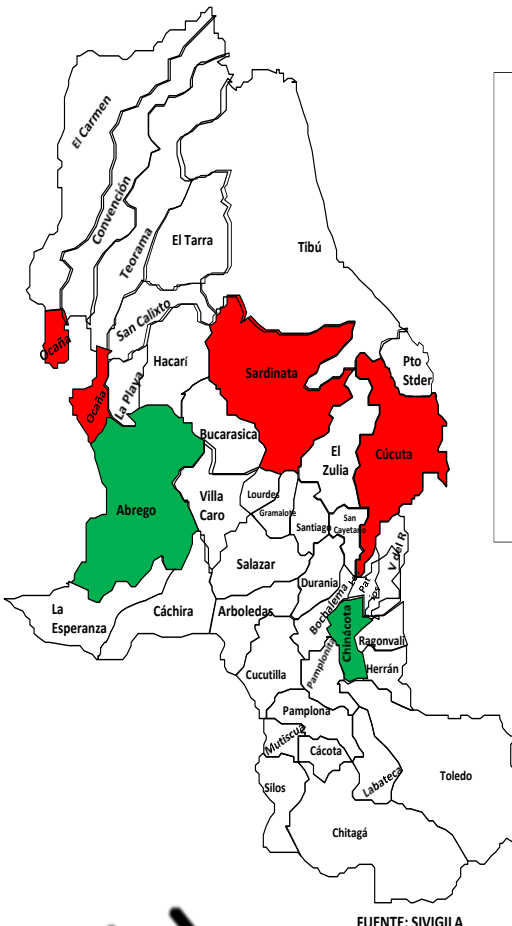 El Carmen
Convención
Teorama
El Tarra
Tibú
San Calixto
Ocaña
Ocaña
La Playa
Hacarí
Sardinata
Pto
Stder
Bucarasica
El
Zulia
Cúcuta
Abrego
Villa
Caro
Lourdes
Gramalote
Santiago
San
Cayetano
V del R
Salazar
Durania
La
Esperanza
Cáchira
Arboledas
Bochalema
Pat
ios
Chinácota
Ragonvali
Herrán
Pamplonita
Cucutilla
Pamplona
Mutiscua
Cácota
Silos
Labateca
Toledo
Chitagá
FUENTE: SIVIGILA